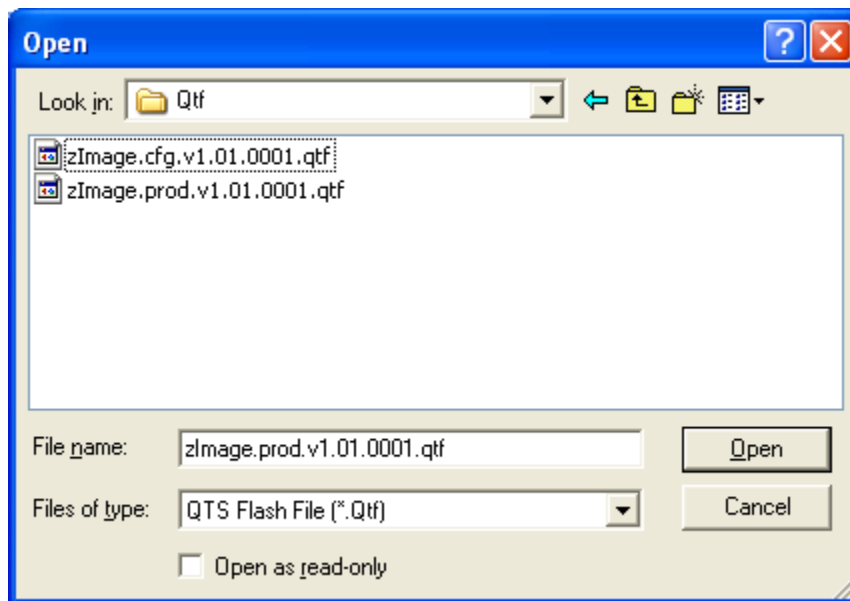 Open
Look in: Qtf
zImage.cfg.v1.01.0001.qtf
zImage.prod.v1.01.0001.qtf
File name: zImage.prod.v1.01.0001.qtf Open
Files of type: QTS Flash File (*.Qtf) Cancel
Open as read-only